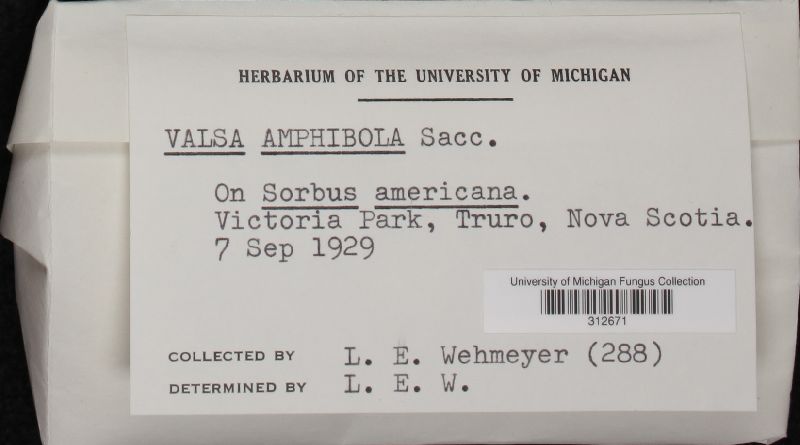 HERBARIUM OF THE UNIVERSITY OF MICHIGAN
VALSA AMPHIBOLA Sacc.
On Sorbus americana.
Victoria Park, Truro, Nova Scotia.
7 Sep 1929
University of Michigan Fungus Collection
312671
COLLECTED BY L. E. Wehmeyer (288)
DETERMINED BY L. E. W.